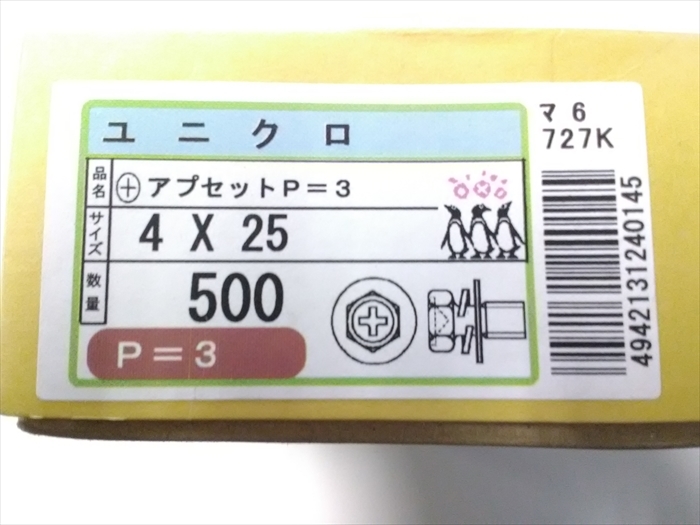 ユニクロ
マ6
727K
品名
⊕アプセットP＝3
サイズ
4 X 25
数量
500
P＝3
4942131240145